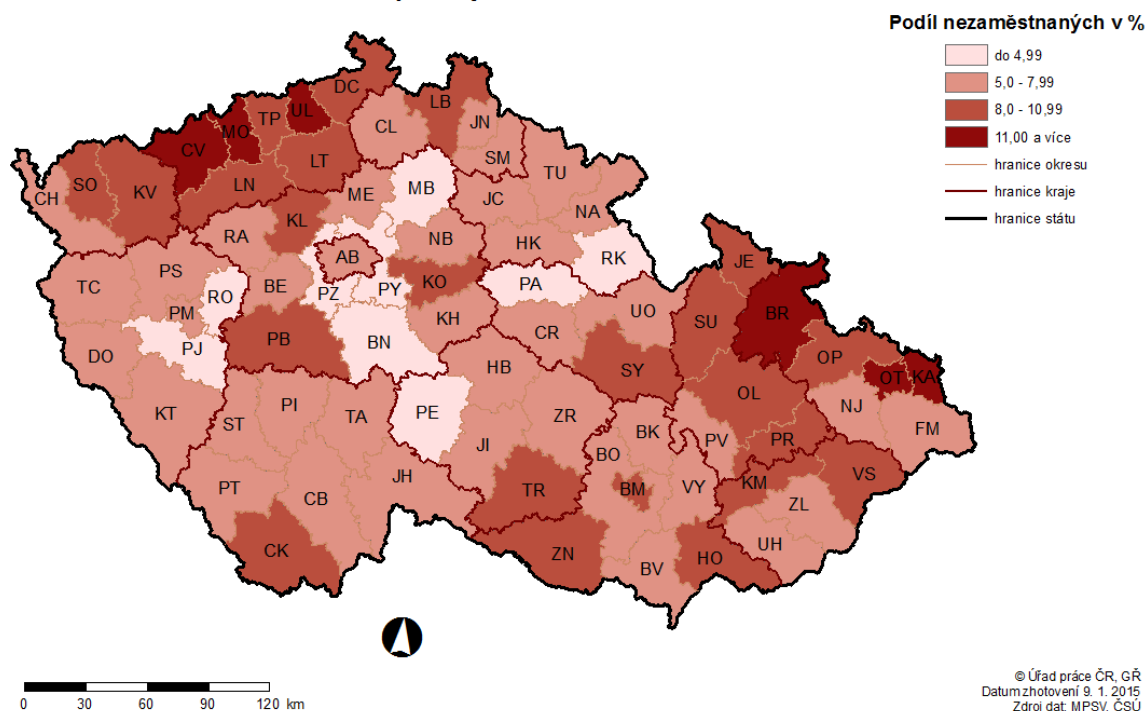 Podíl nezaměstnaných v %
do 4,99
5,0 - 7,99
8,0 - 10,99
11,00 a více
hranice okresu
hranice kraje
hranice státu
DC
LB
UL
TP
MO
CV
LT
CL
JN
SM
TU
SO
KV
LN
CH
ME
MB
JC
NA
KL
RA
NB
HK
RK
AB
TC
PS
RO
BE
PZ
PY
KO
PA
JE
PM
KH
CR
UO
SU
BR
DO
PJ
PB
BN
HB
SY
OP
OT
KA
OL
NJ
KT
ST
PI
TA
PE
ZR
JI
BK
PV
PR
FM
BO
PT
CB
JH
TR
BM
VY
KM
VS
ZL
CK
ZN
BV
HO
UH
0 30 60 90 120 km
© Úřad práce ČR, GŘ
Datum zhotovení 9. 1. 2015
Zdroj dat: MPSV, ČSÚ